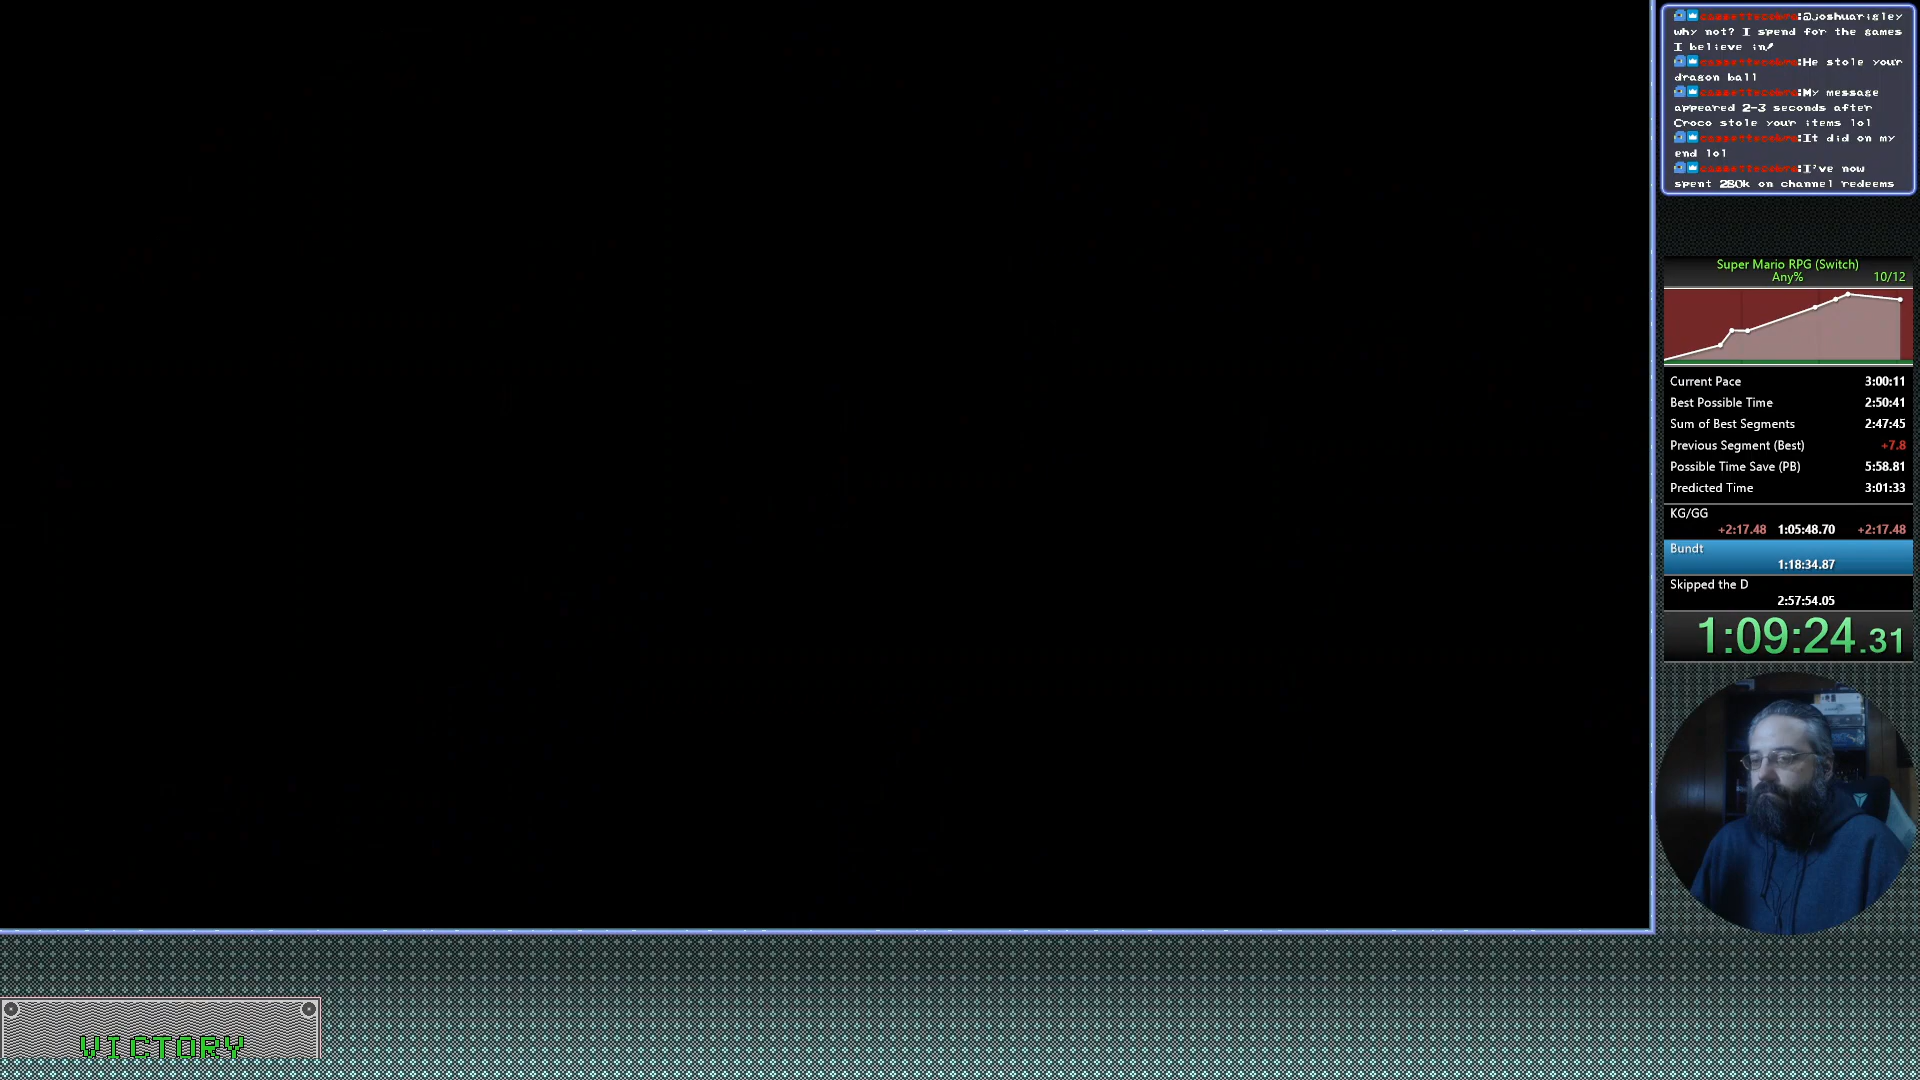 :@joshuarigley
why not? I spend for the games
I believe in!
:He stole your
dragon ball
:My message
appeared 2-3 seconds after
Croco stole your items lol
:It did on my
end lol
:I've now
spent 280k on channel redeems
Super Mario RPG (Switch)
Any% 10/12
Current Pace 3:00:11
Best Possible Time 2:50:41
Sum of Best Segments 2:47:45
Previous Segment (Best) +7.8
Possible Time Save (PB) 5:58.81
Predicted Time 3:01:33
KG/GG
+2:17.48 1:05:48.70 +2:17.48
Bundt
1:18:34.87
Skipped the D
2:57:54.05
1:09:24.31
VICTORY